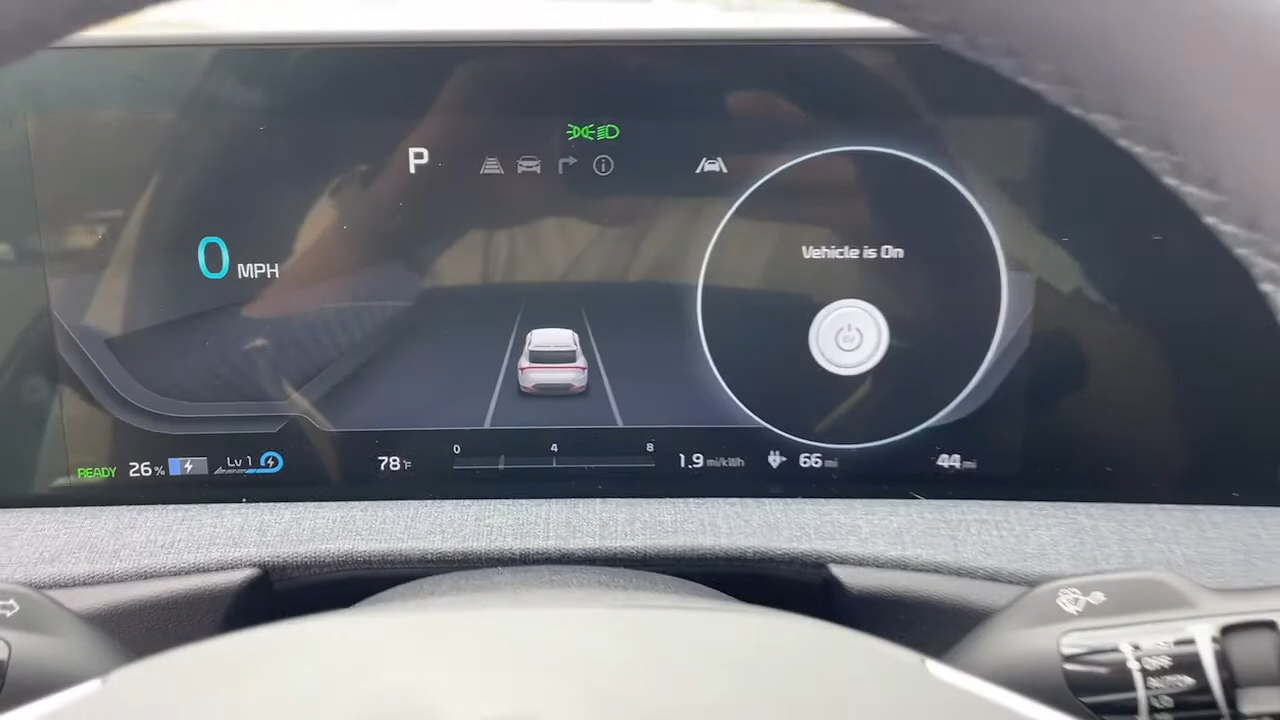 P
0 MPH
Vehicle is On
0 4 8
READY 26% Lv 1 78°F 1.9 mi/kWh 66 mi 44 mi
OFF
AUTO
LO